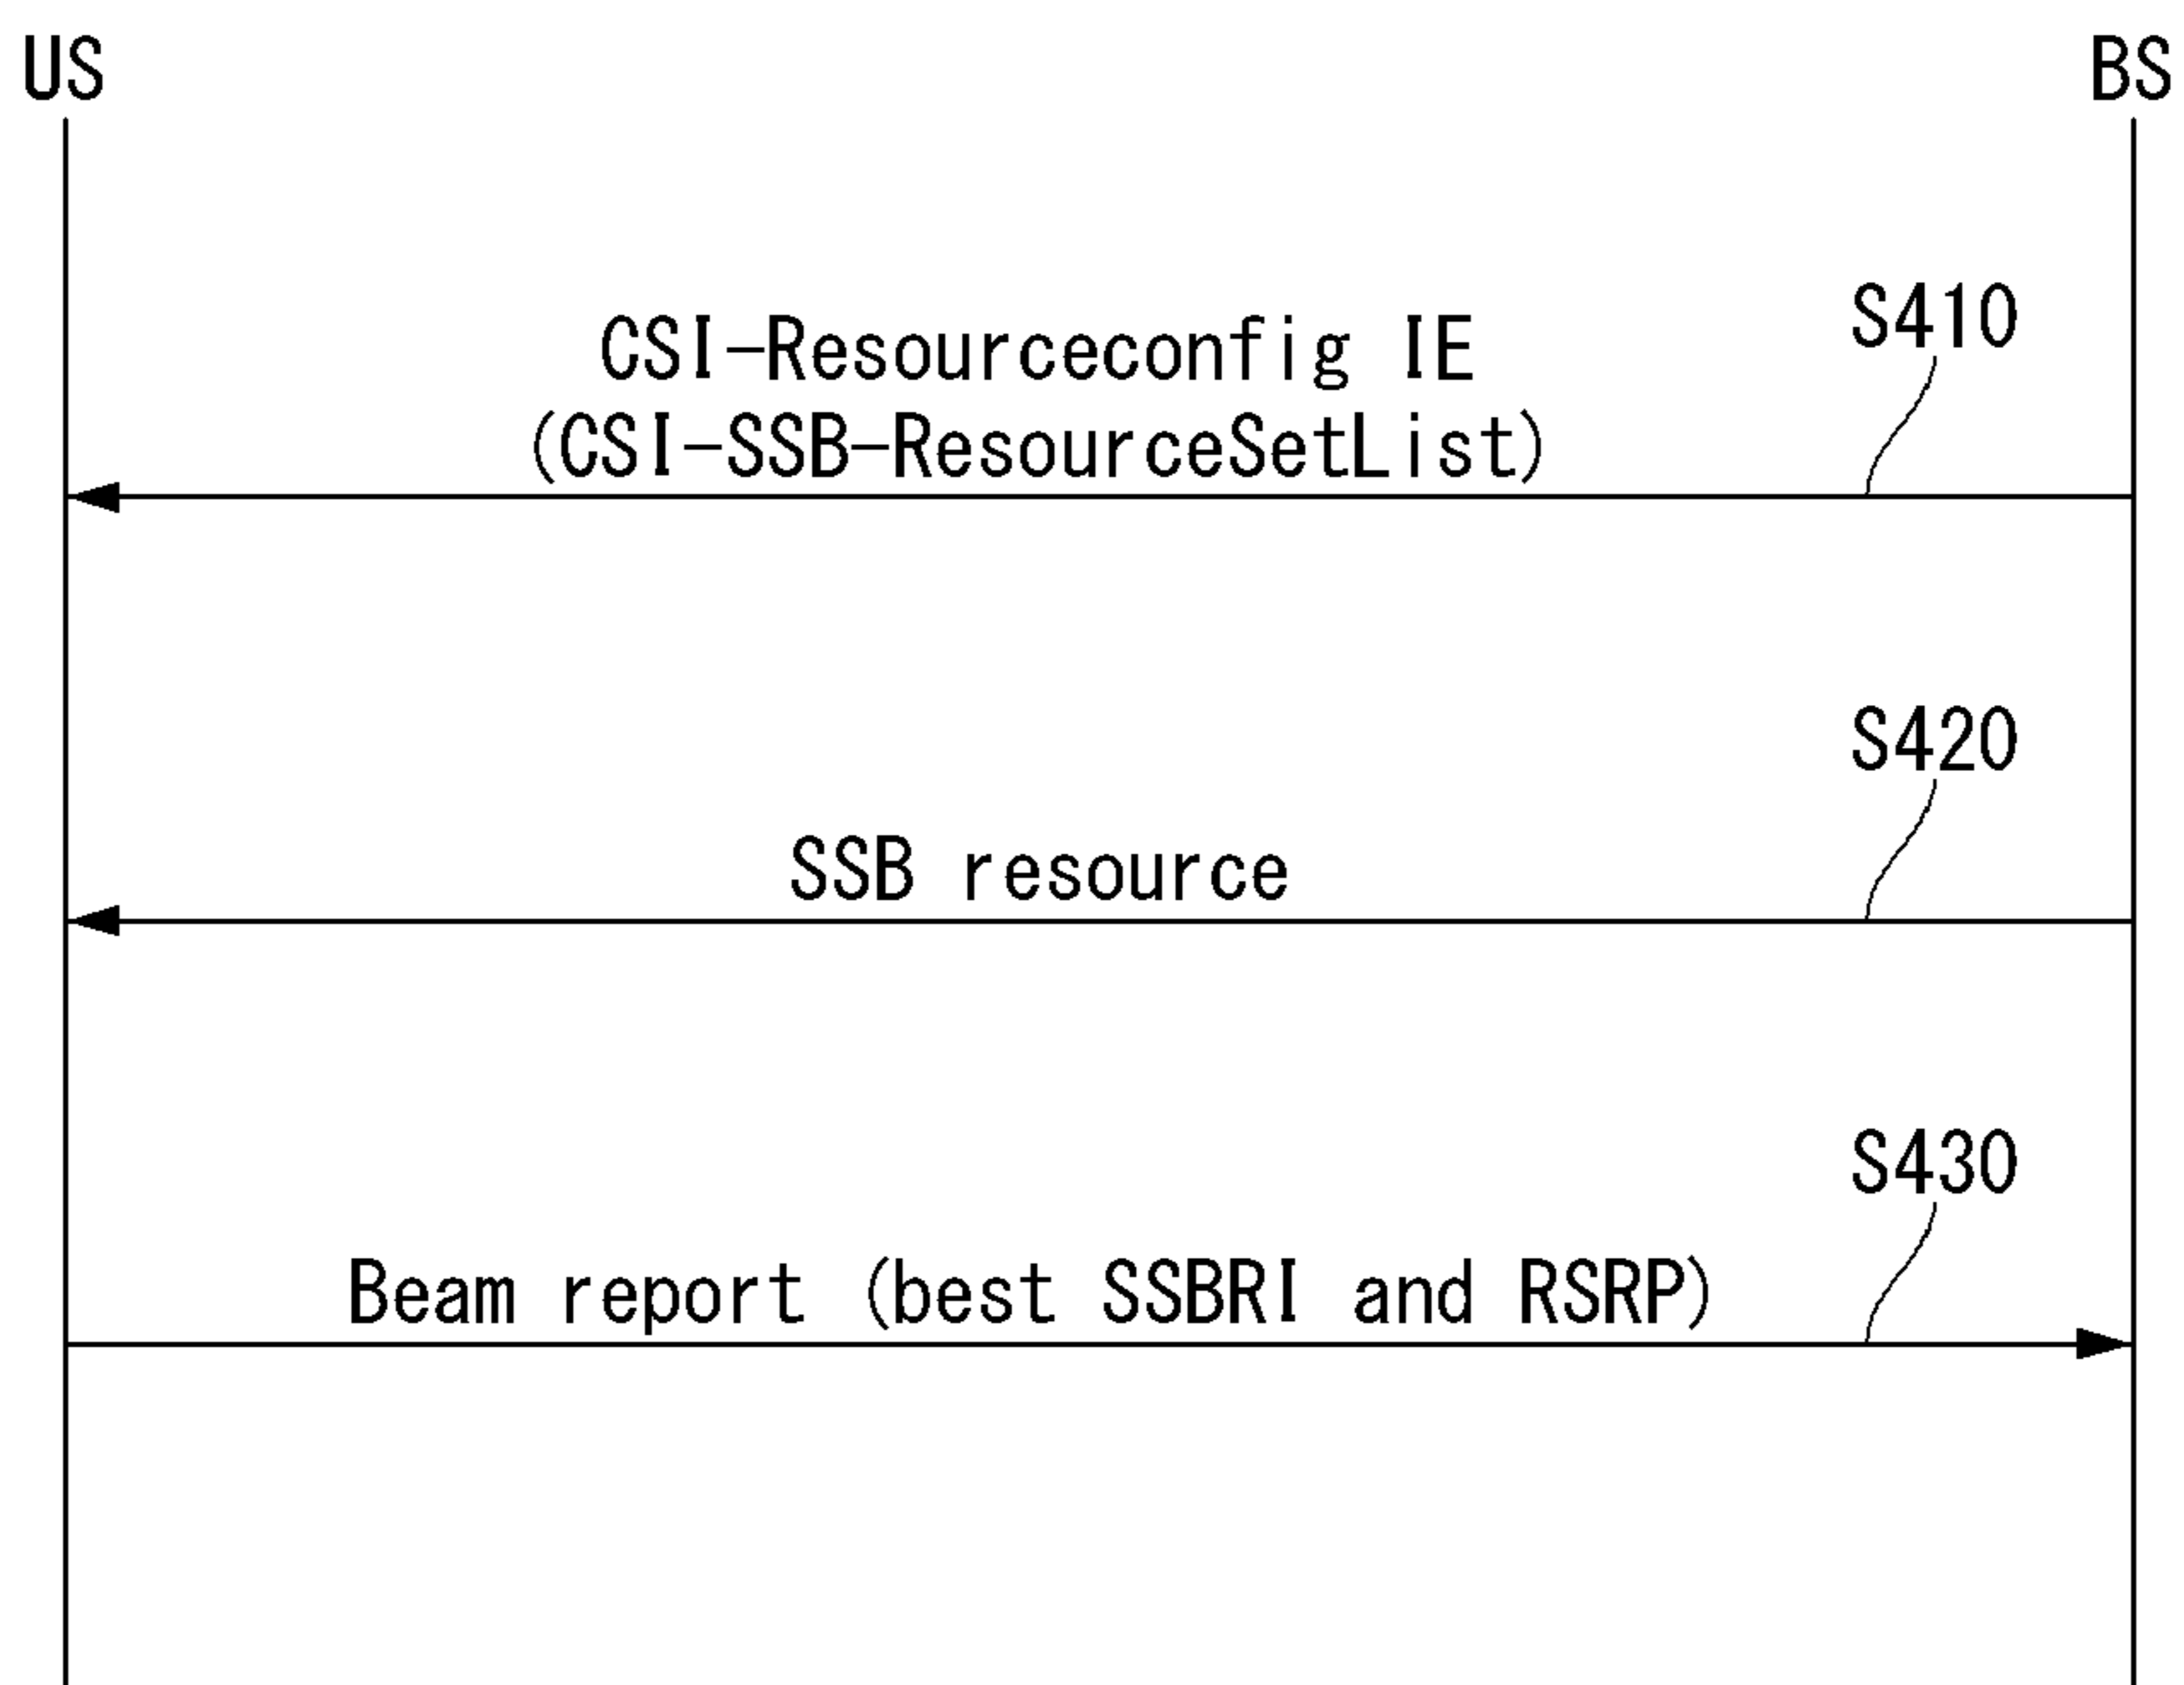 US
BS
S410
CSI-Resourceconfig IE
(CSI-SSB-ResourceSetList)
S420
SSB resource
S430
Beam report (best SSBRI and RSRP)